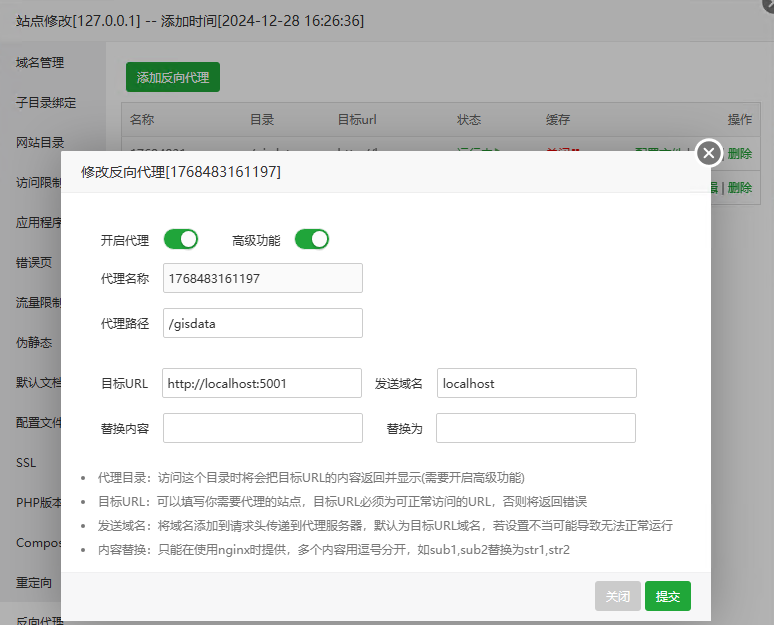 站点修改[127.0.0.1] -- 添加时间[2024-12-28 16:26:36]
域名管理
子目录绑定
网站目录
访问限制
应用程序
错误页
流量限制
伪静态
默认文档
配置文件
SSL
PHP版本
Compos
重定向
反向代理
添加反向代理
名称 目录 目标url 状态 缓存 操作
删除
| 删除
修改反向代理[1768483161197]
开启代理 高级功能
代理名称 1768483161197
代理路径 /gisdata
目标URL http://localhost:5001 发送域名 localhost
替换内容 替换为
代理目录：访问这个目录时将会把目标URL的内容返回并显示(需要开启高级功能)
目标URL：可以填写你需要代理的站点，目标URL必须为可正常访问的URL，否则将返回错误
发送域名：将域名添加到请求头传递到代理服务器，默认为目标URL域名，若设置不当可能导致无法正常运行
内容替换：只能在使用nginx时提供，多个内容用逗号分开，如sub1,sub2替换为str1,str2
关闭 提交